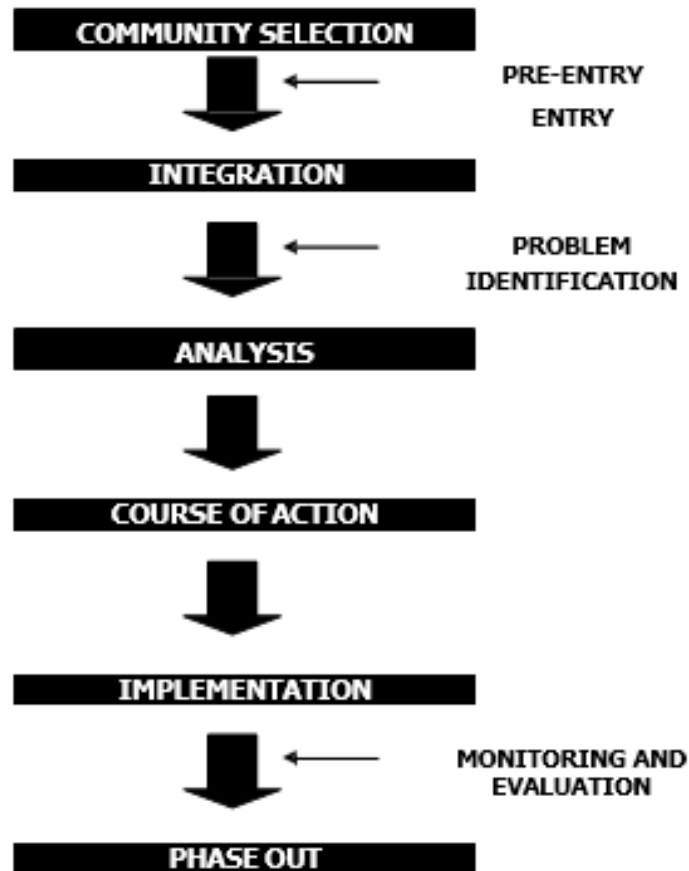 COMMUNITY SELECTION
PRE-ENTRY
ENTRY
INTEGRATION
PROBLEM
IDENTIFICATION
ANALYSIS
COURSE OF ACTION
IMPLEMENTATION
MONITORING AND
EVALUATION
PHASE OUT